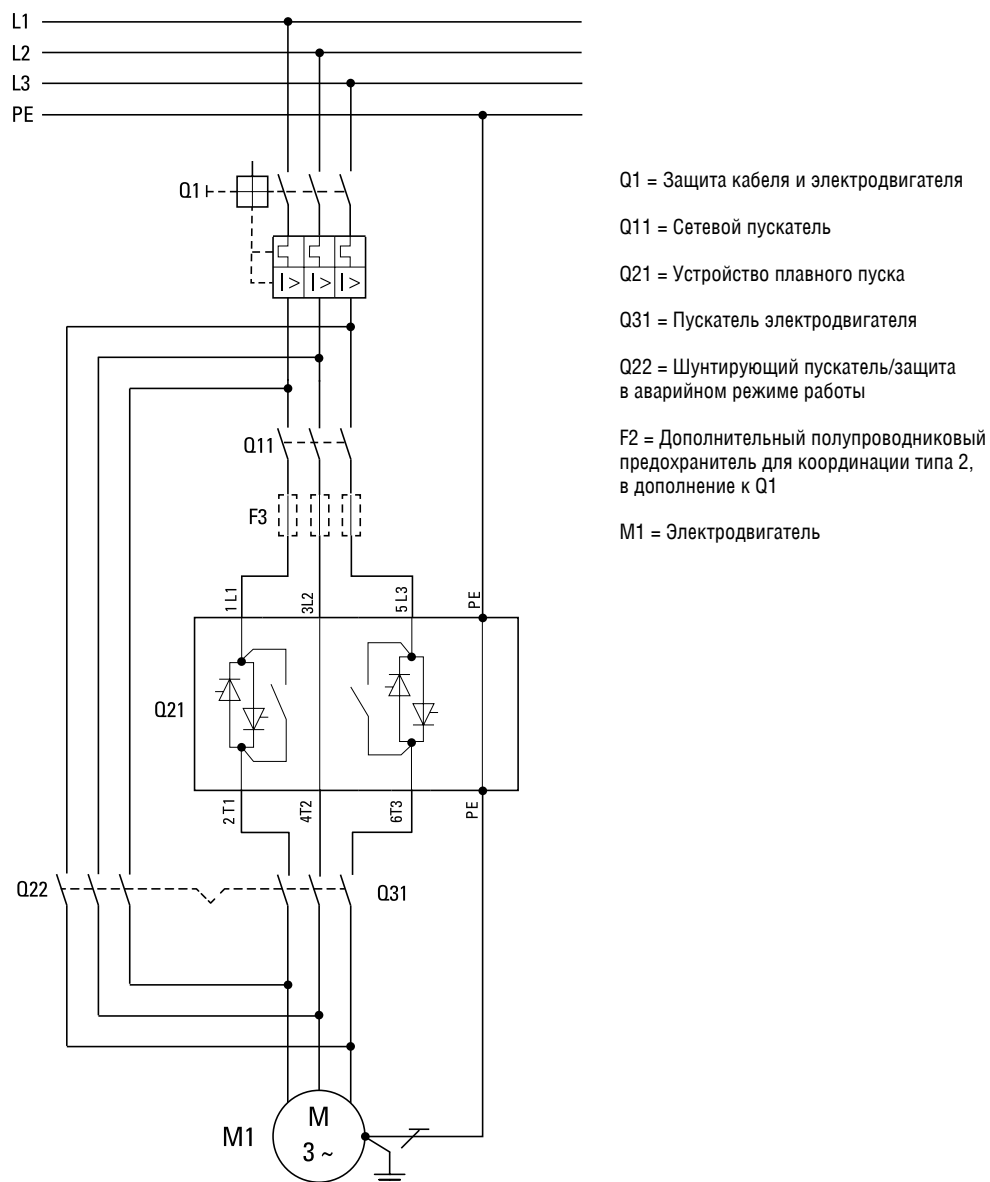 L1
L2
L3
PE
Q1
I> I> I>
Q11
F3
1 L1
3L2
5 L3
PE
Q21
2 T1
4T2
6T3
PE
Q22
Q31
M1
M
3 ~
Q1 = Защита кабеля и электродвигателя
Q11 = Сетевой пускатель
Q21 = Устройство плавного пуска
Q31 = Пускатель электродвигателя
Q22 = Шунтирующий пускатель/защита
в аварийном режиме работы
F2 = Дополнительный полупроводниковый
предохранитель для координации типа 2,
в дополнение к Q1
M1 = Электродвигатель